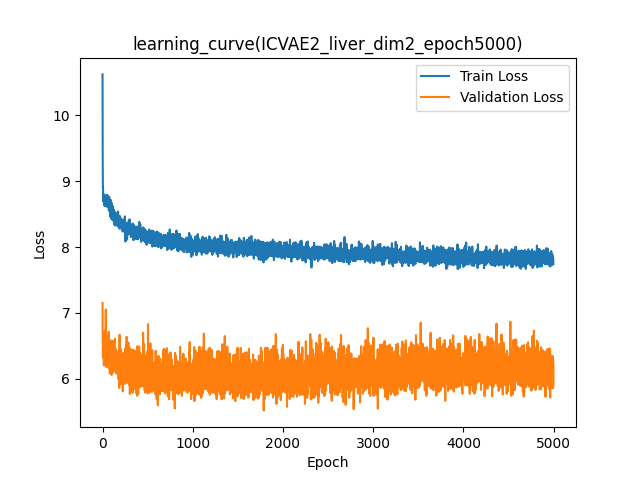 learning_curve(ICVAE2_liver_dim2_epoch5000)
Train Loss
Validation Loss
10
9
8
7
6
Loss
0 1000 2000 3000 4000 5000
Epoch